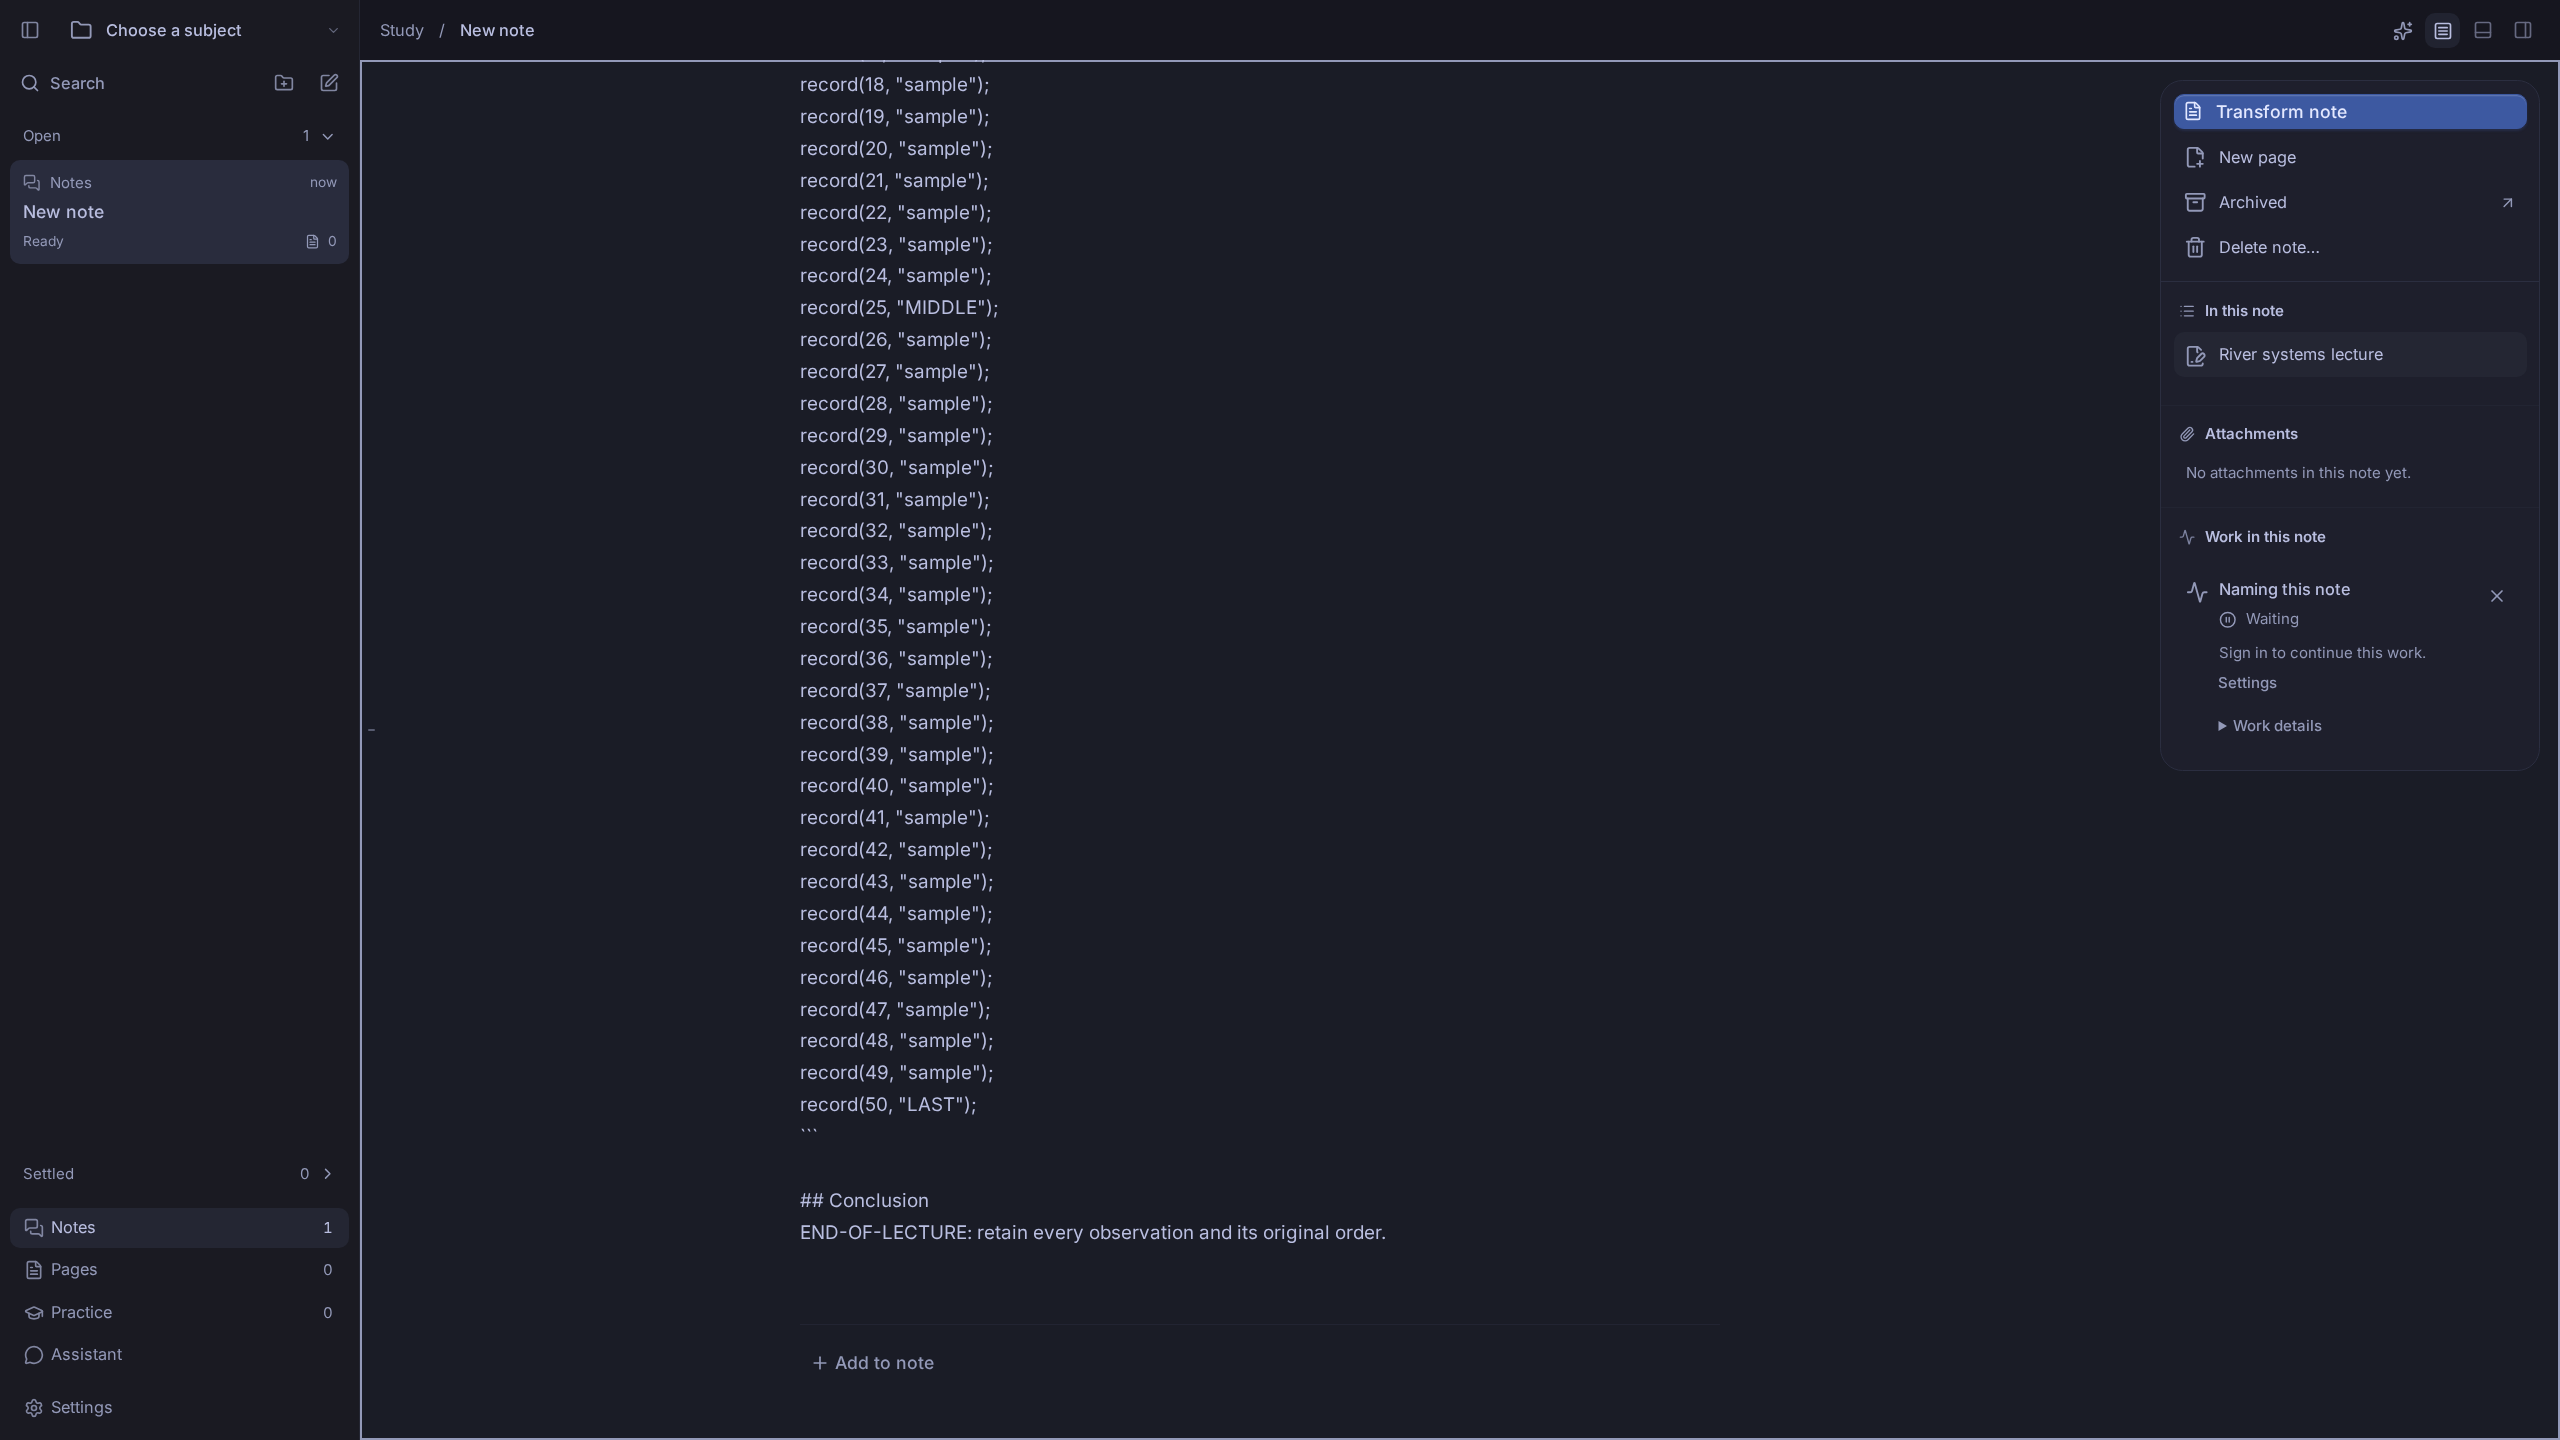 Choose a subject
Search
Open 1
Notes now
New note
Ready 0
Settled 0
Notes 1
Pages 0
Practice 0
Assistant
Settings
Study / New note
record(18, "sample");
record(19, "sample");
record(20, "sample");
record(21, "sample");
record(22, "sample");
record(23, "sample");
record(24, "sample");
record(25, "MIDDLE");
record(26, "sample");
record(27, "sample");
record(28, "sample");
record(29, "sample");
record(30, "sample");
record(31, "sample");
record(32, "sample");
record(33, "sample");
record(34, "sample");
record(35, "sample");
record(36, "sample");
record(37, "sample");
record(38, "sample");
record(39, "sample");
record(40, "sample");
record(41, "sample");
record(42, "sample");
record(43, "sample");
record(44, "sample");
record(45, "sample");
record(46, "sample");
record(47, "sample");
record(48, "sample");
record(49, "sample");
record(50, "LAST");
```
## Conclusion
END-OF-LECTURE: retain every observation and its original order.
Add to note
Transform note
New page
Archived
Delete note...
In this note
River systems lecture
Attachments
No attachments in this note yet.
Work in this note
Naming this note
Waiting
Sign in to continue this work.
Settings
Work details